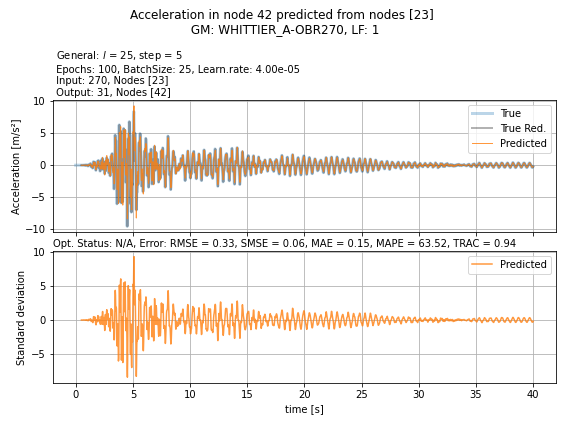 Acceleration in node 42 predicted from nodes [23]
GM: WHITTIER_A-OBR270, LF: 1
General: l = 25, step = 5
Epochs: 100, BatchSize: 25, Learn.rate: 4.00e-05
Input: 270, Nodes [23]
Output: 31, Nodes [42]
Acceleration [m/s²]
10
5
0
−5
−10
True
True Red.
Predicted
Opt. Status: N/A, Error: RMSE = 0.33, SMSE = 0.06, MAE = 0.15, MAPE = 63.52, TRAC = 0.94
Standard deviation
10
5
0
−5
Predicted
0 5 10 15 20 25 30 35 40
time [s]